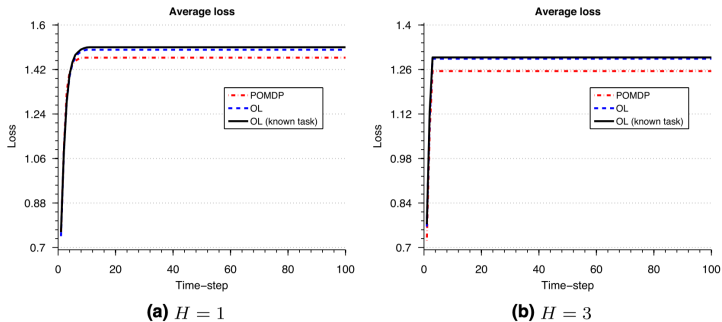 Average loss
1.6
1.42
1.24
1.06
0.88
0.7
Loss
POMDP
OL
OL (known task)
0 20 40 60 80 100
Time−step
(a) H = 1
Average loss
1.4
1.26
1.12
0.98
0.84
0.7
Loss
POMDP
OL
OL (known task)
0 20 40 60 80 100
Time−step
(b) H = 3